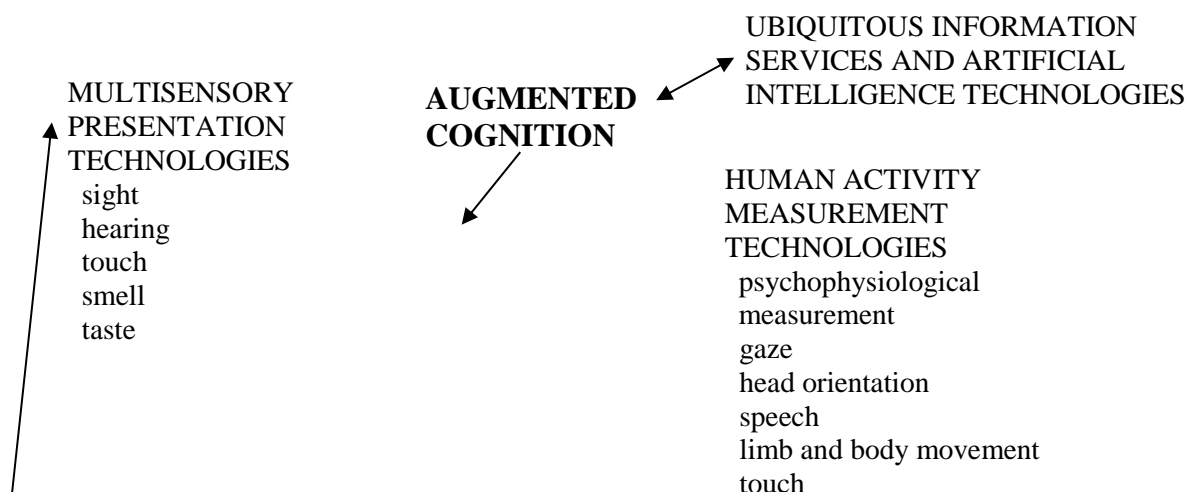 MULTISENSORY
PRESENTATION
TECHNOLOGIES
sight
hearing
touch
smell
taste
AUGMENTED
COGNITION
UBIQUITOUS INFORMATION
SERVICES AND ARTIFICIAL
INTELLIGENCE TECHNOLOGIES
HUMAN ACTIVITY
MEASUREMENT
TECHNOLOGIES
psychophysiological
measurement
gaze
head orientation
speech
limb and body movement
touch